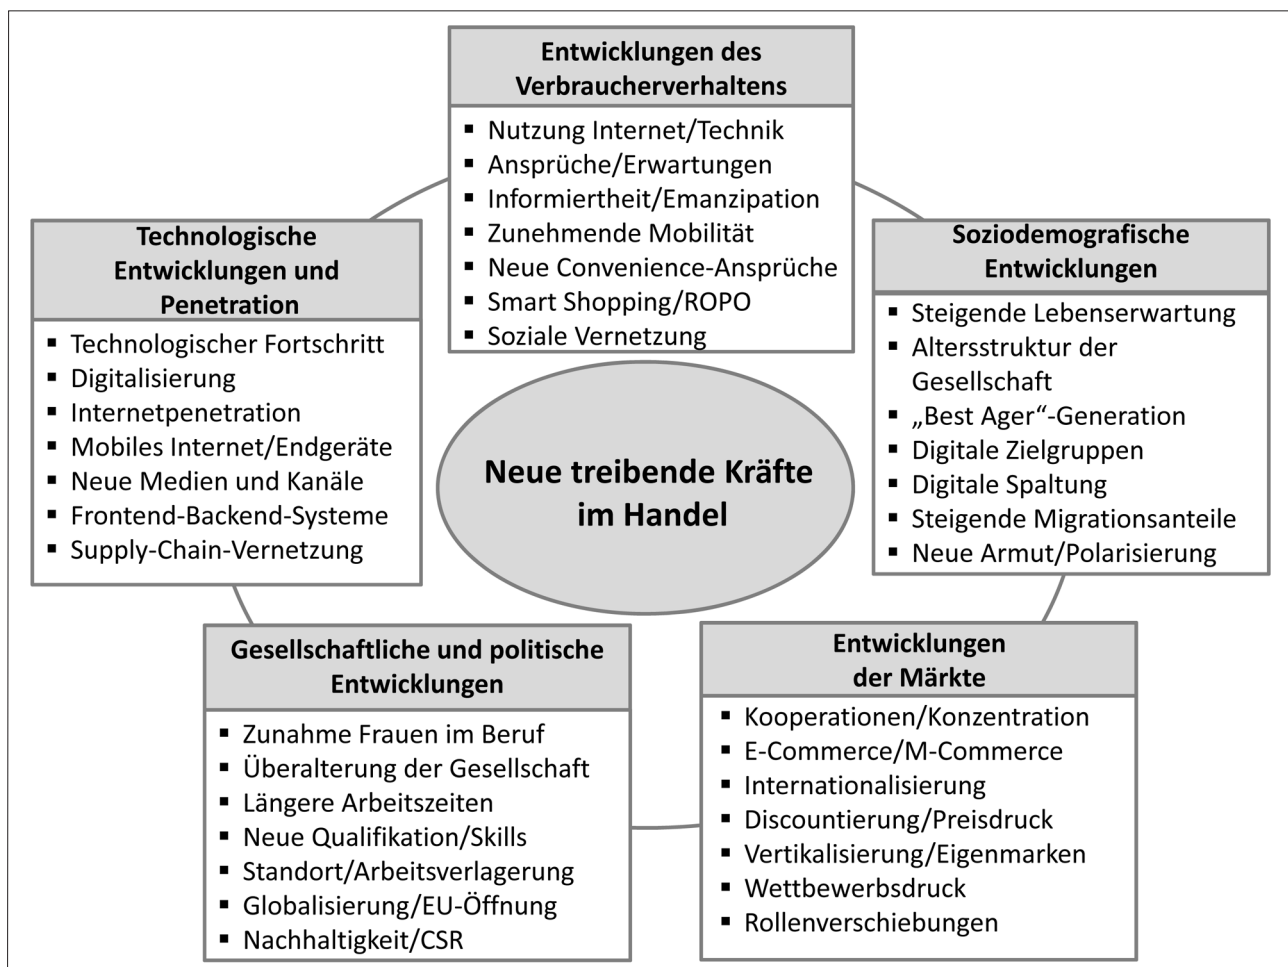 Entwicklungen des
Verbraucherverhaltens
▪ Nutzung Internet/Technik
▪ Ansprüche/Erwartungen
▪ Informiertheit/Emanzipation
▪ Zunehmende Mobilität
▪ Neue Convenience-Ansprüche
▪ Smart Shopping/ROPO
▪ Soziale Vernetzung
Technologische
Entwicklungen und
Penetration
▪ Technologischer Fortschritt
▪ Digitalisierung
▪ Internetpenetration
▪ Mobiles Internet/Endgeräte
▪ Neue Medien und Kanäle
▪ Frontend-Backend-Systeme
▪ Supply-Chain-Vernetzung
Neue treibende Kräfte
im Handel
Soziodemografische
Entwicklungen
▪ Steigende Lebenserwartung
▪ Altersstruktur der
Gesellschaft
▪ „Best Ager“-Generation
▪ Digitale Zielgruppen
▪ Digitale Spaltung
▪ Steigende Migrationsanteile
▪ Neue Armut/Polarisierung
Gesellschaftliche und politische
Entwicklungen
▪ Zunahme Frauen im Beruf
▪ Überalterung der Gesellschaft
▪ Längere Arbeitszeiten
▪ Neue Qualifikation/Skills
▪ Standort/Arbeitsverlagerung
▪ Globalisierung/EU-Öffnung
▪ Nachhaltigkeit/CSR
Entwicklungen
der Märkte
▪ Kooperationen/Konzentration
▪ E-Commerce/M-Commerce
▪ Internationalisierung
▪ Discountierung/Preisdruck
▪ Vertikalisierung/Eigenmarken
▪ Wettbewerbsdruck
▪ Rollenverschiebungen